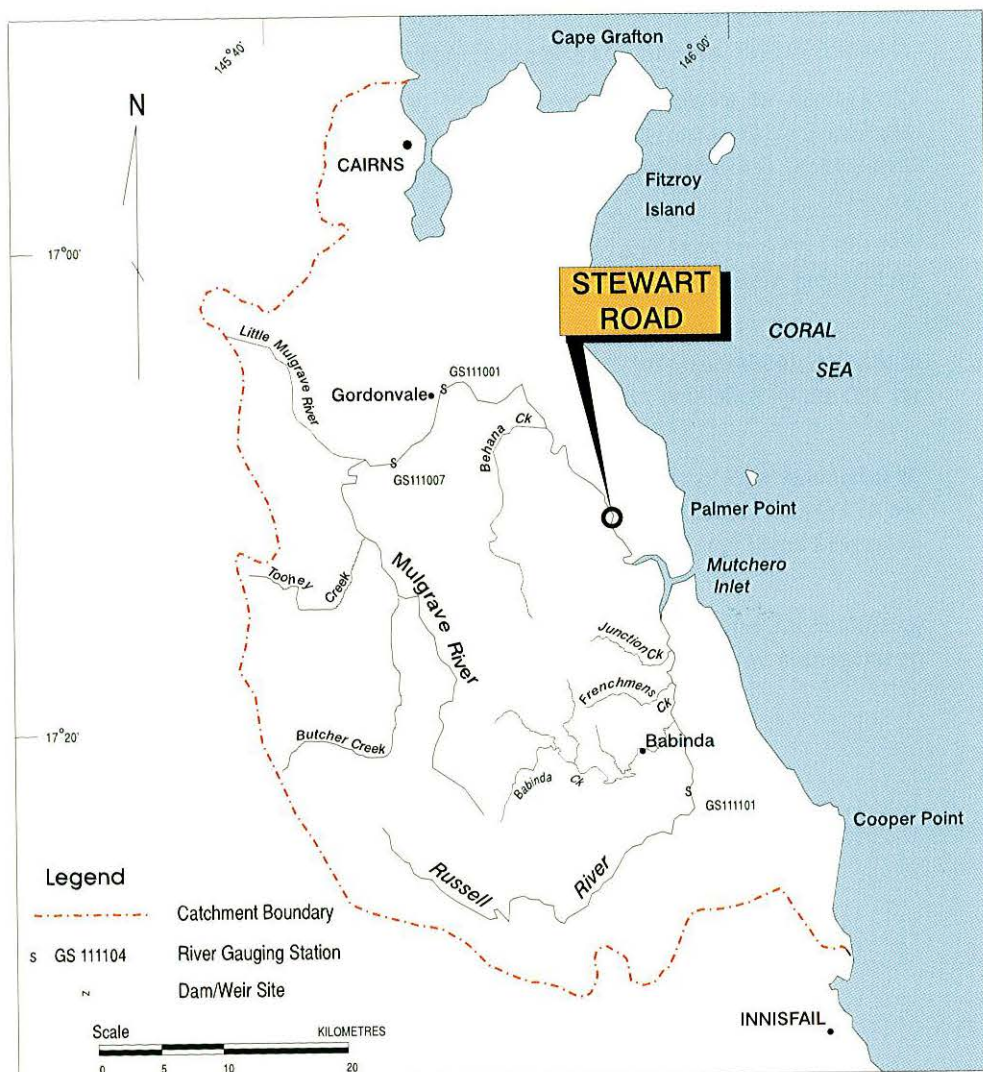 Cape Grafton
145°40'
146°00'
N
CAIRNS
Fitzroy
Island
17°00'
STEWART
ROAD
CORAL
SEA
Little Mulgrave River
GS111001
Gordonvale
S
Behana Ck
S
GS111007
Palmer Point
Mutchero
Inlet
Toohey Creek
Mulgrave River
Junction Ck
Frenchmens Ck
17°20'
Butcher Creek
Babinda
Babinda Ck
S
GS111101
Cooper Point
Russell River
Legend
Catchment Boundary
S GS 111104 River Gauging Station
Z Dam/Weir Site
INNISFAIL
Scale KILOMETRES
0 5 10 20